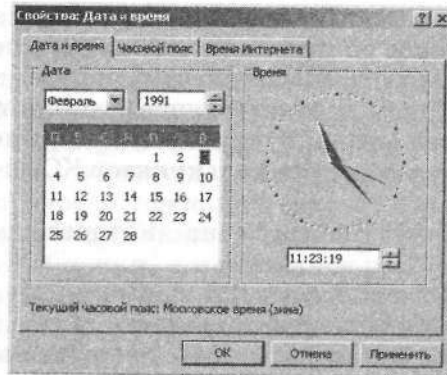 Свойства: Дата и время
Дата и время Часовой пояс Время Интернета
Дата
Время
Февраль 1991
1 2 3
4 5 6 7 8 9 10
11 12 13 14 15 16 17
18 19 20 21 22 23 24
25 26 27 28
11:23:19
Текущий часовой пояс: Московское время (зима)
ОК Отмена Применить